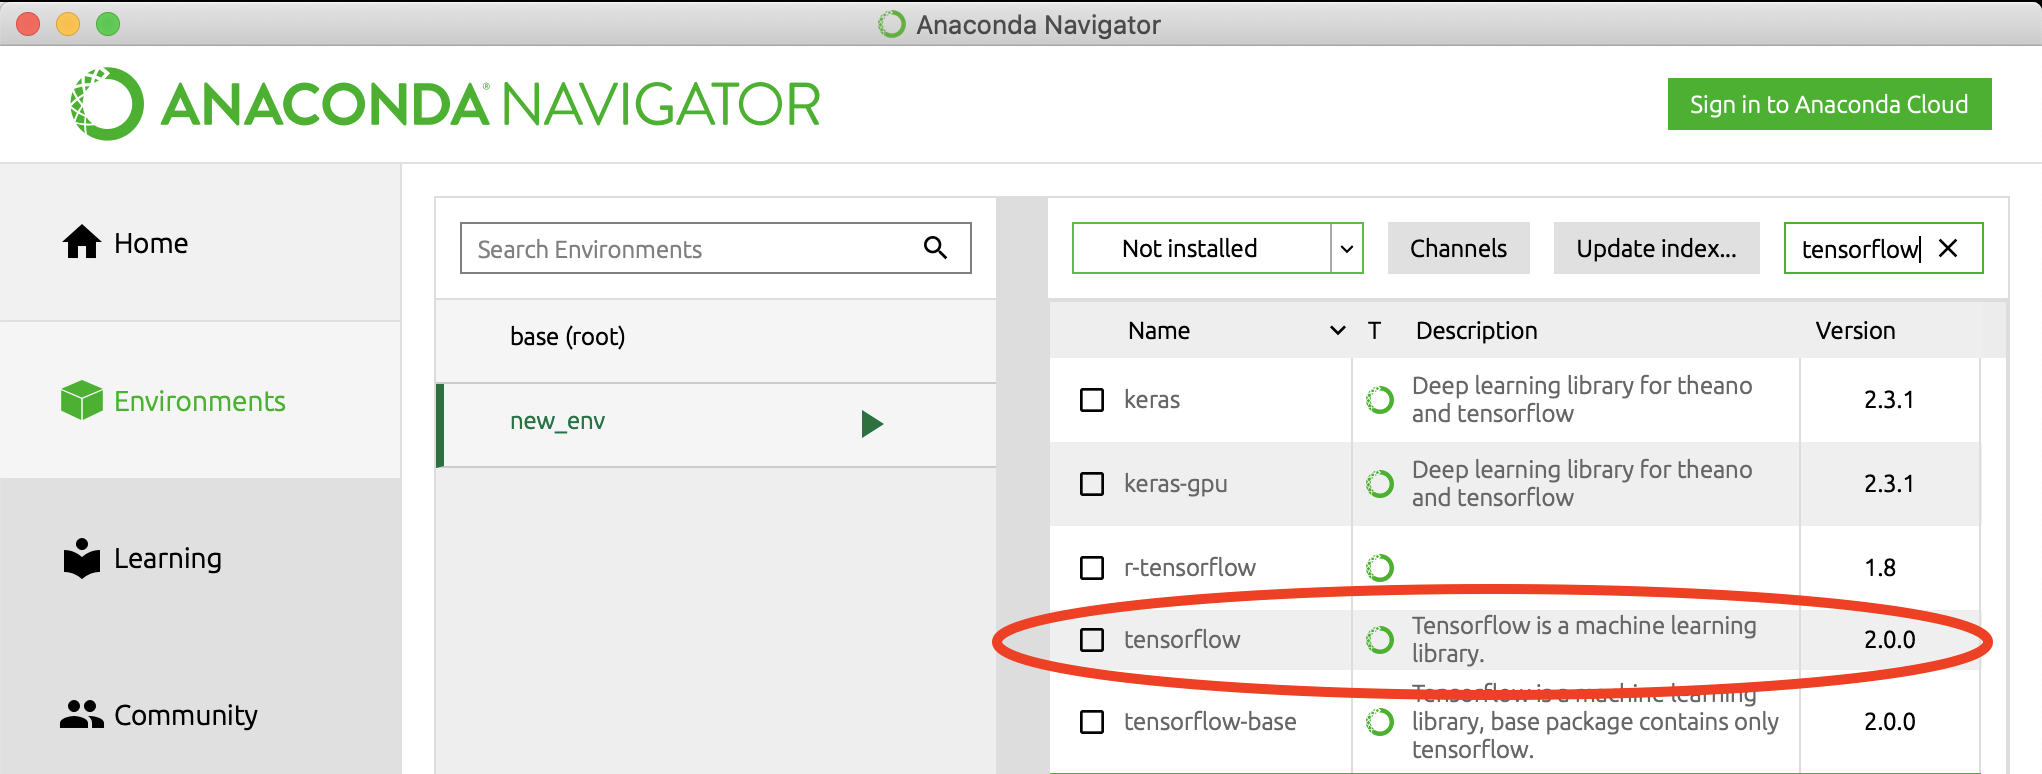 Anaconda Navigator
ANACONDA® NAVIGATOR
Sign in to Anaconda Cloud
Home
Environments
Learning
Community
Search Environments
base (root)
new_env
Not installed
Channels
Update index...
tensorflow
Name T Description Version
keras Deep learning library for theano 2.3.1
and tensorflow
keras-gpu Deep learning library for theano 2.3.1
and tensorflow
r-tensorflow 1.8
tensorflow Tensorflow is a machine learning 2.0.0
library.
Tensorflow is a machine learning
tensorflow-base library, base package contains only 2.0.0
tensorflow.